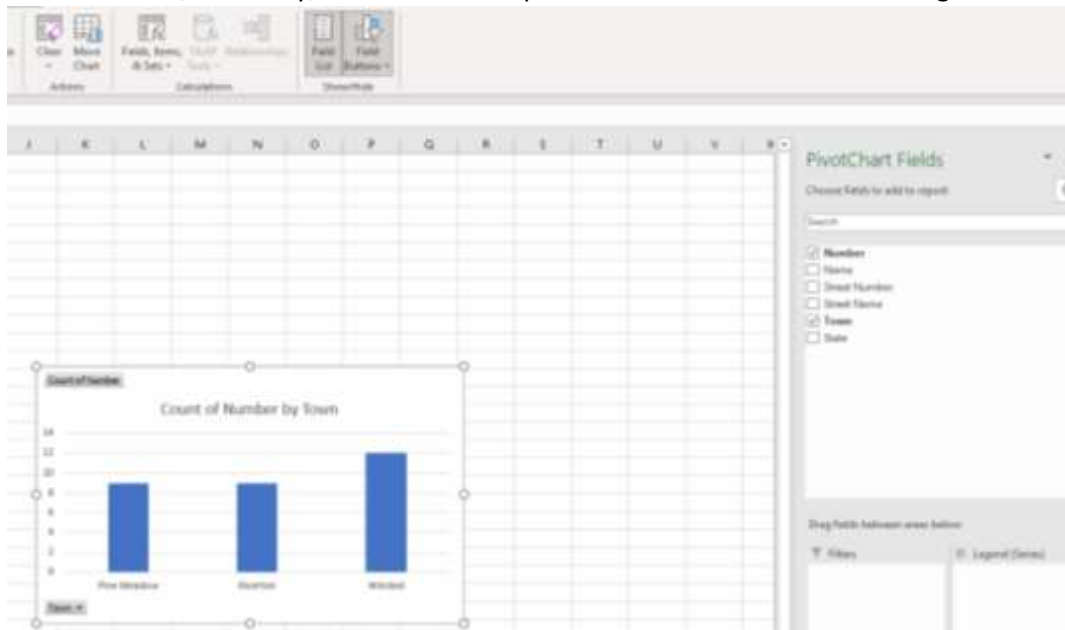 Clear
Move Chart
Fields, Items, & Sets
Relationships
Field List
Field Buttons
Actions
Calculations
Show/Hide
J K L M N O P Q R S T U V
PivotChart Fields
Choose fields to add to report:
Search
Number
Name
Street Number
Street Name
Town
State
Count of Number
Count of Number by Town
14
12
10
8
6
4
2
0
Pine Meadow
Winsted
Town
Drag fields between areas below:
Filters
Legend (Series)